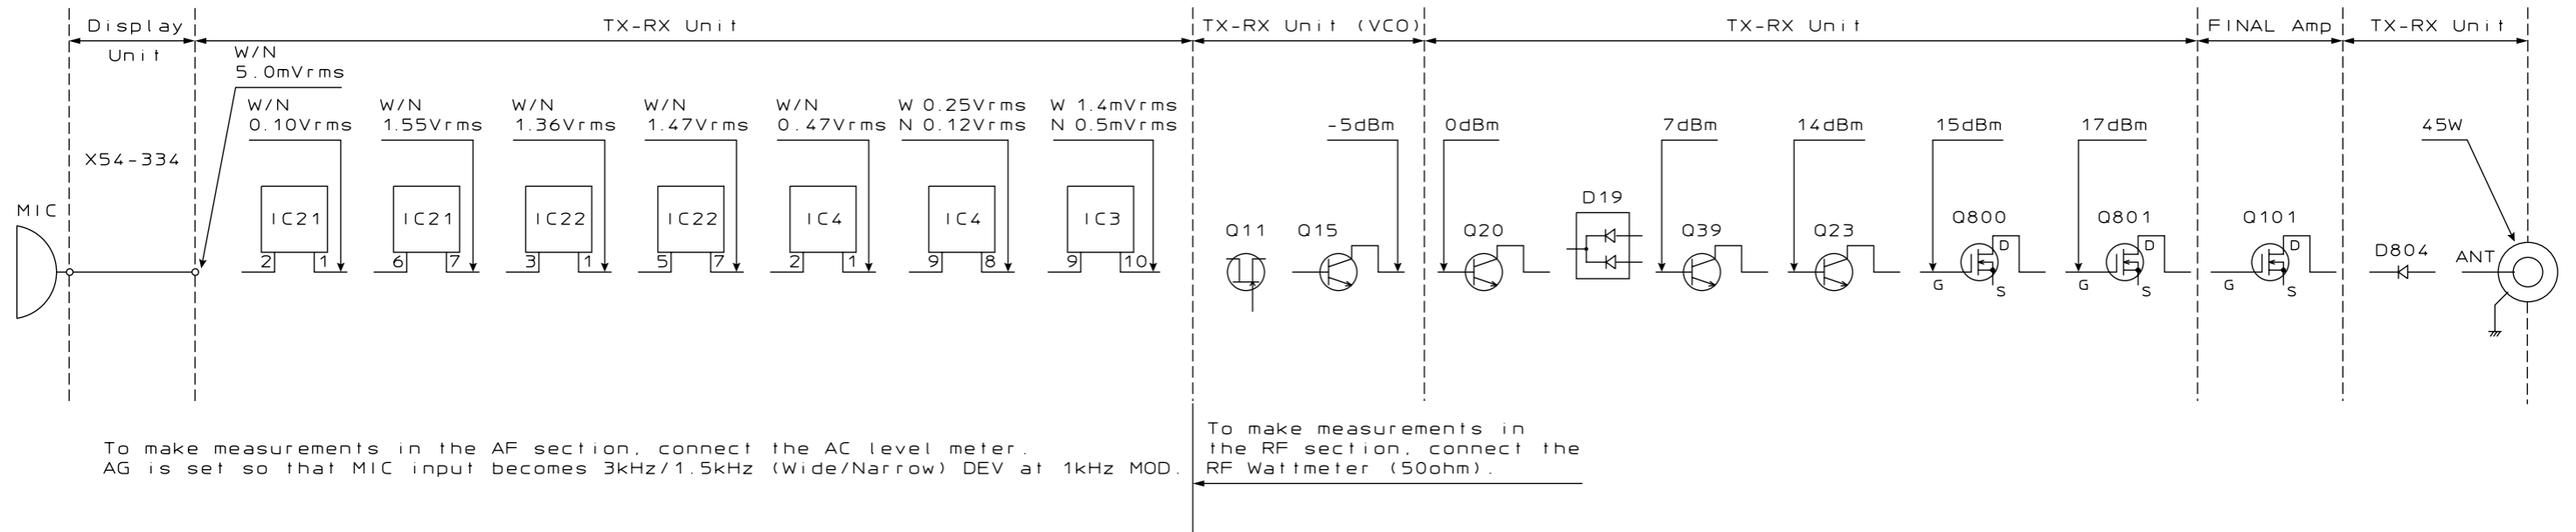 Display
Unit
TX-RX Unit
TX-RX Unit (VCO)
TX-RX Unit
FINAL Amp
TX-RX Unit
W/N
5.0mVrms
W/N
0.10Vrms
W/N
1.55Vrms
W/N
1.36Vrms
W/N
1.47Vrms
W/N
0.47Vrms
W 0.25Vrms
N 0.12Vrms
W 1.4mVrms
N 0.5mVrms
-5dBm
0dBm
7dBm
14dBm
15dBm
17dBm
45W
X54-334
MIC
IC21
2 1
IC21
6 7
IC22
3 1
IC22
5 7
IC4
2 1
IC4
9 8
IC3
9 10
Q11
Q15
Q20
D19
Q39
Q23
Q800
D
G
S
Q801
D
G
S
Q101
D
G
S
D804
ANT
To make measurements in the AF section, connect the AC level meter.
AG is set so that MIC input becomes 3kHz/1.5kHz (Wide/Narrow) DEV at 1kHz MOD.
To make measurements in
the RF section, connect the
RF Wattmeter (50ohm).